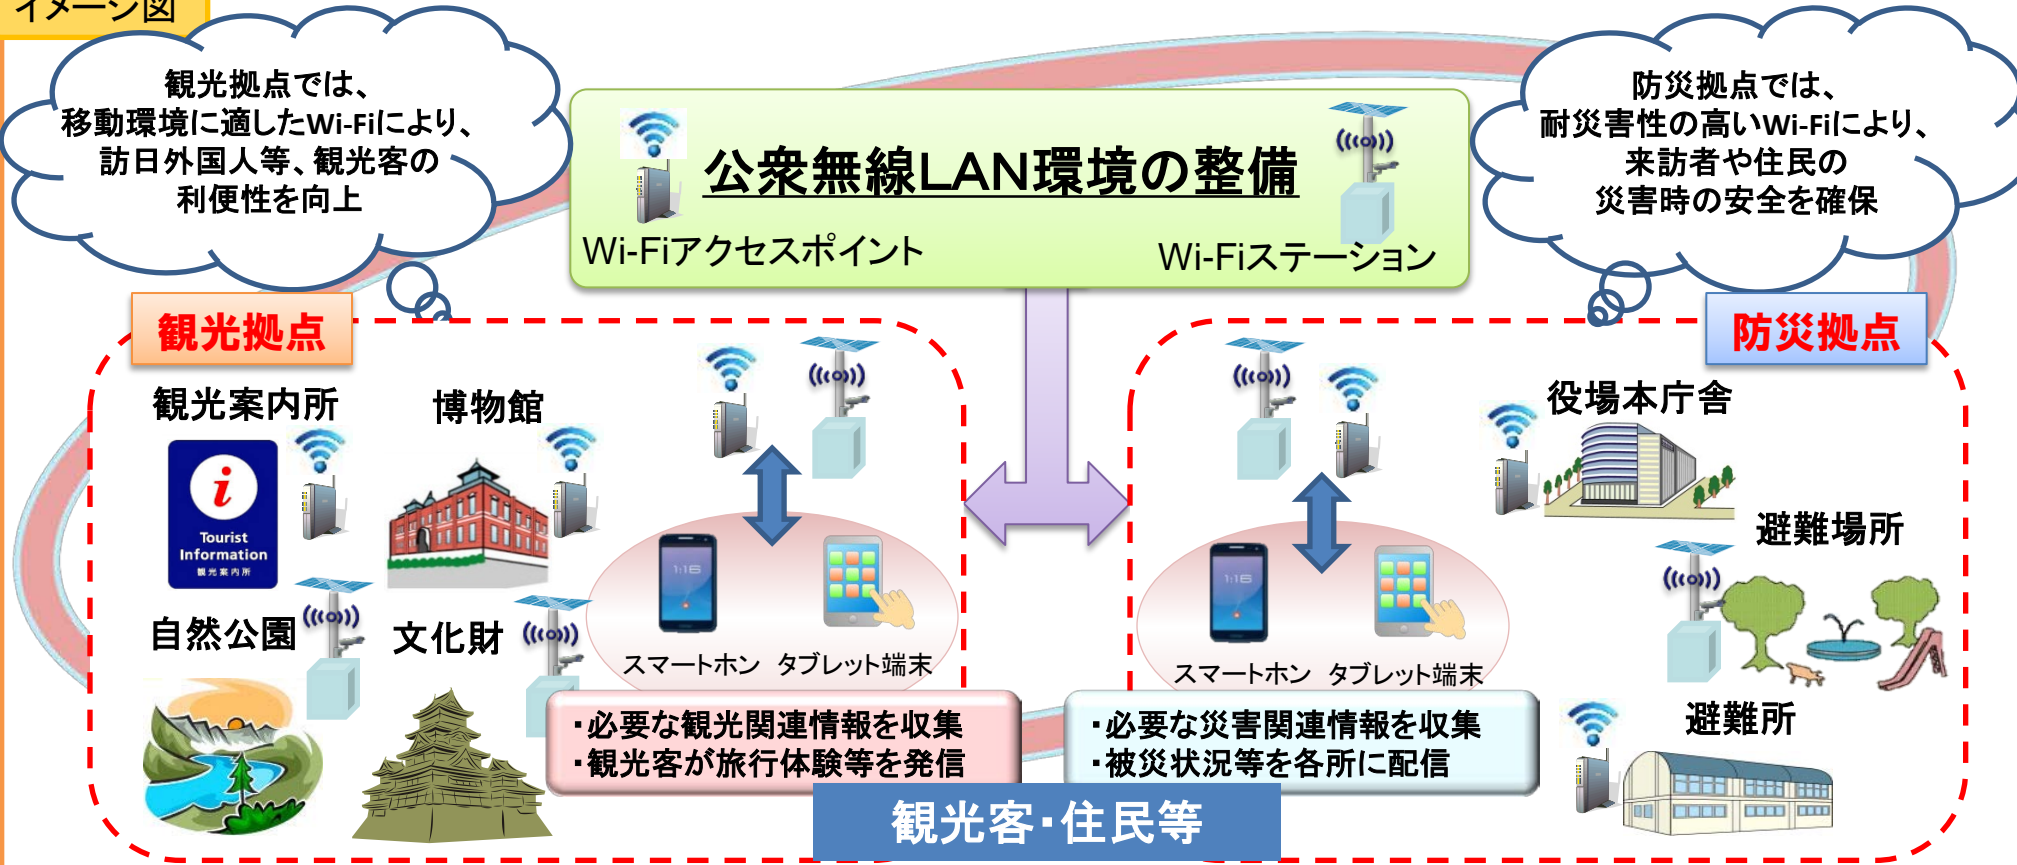 イメージ図
観光拠点では、
移動環境に適したWi-Fiにより、
訪日外国人等、観光客の
利便性を向上
公衆無線LAN環境の整備
Wi-Fiアクセスポイント
Wi-Fiステーション
防災拠点では、
耐災害性の高いWi-Fiにより、
来訪者や住民の
災害時の安全を確保
観光拠点
観光案内所
博物館
i
Tourist
Information
観光案内所
自然公園
文化財
1:16
スマートホン タブレット端末
・必要な観光関連情報を収集
・観光客が旅行体験等を発信
防災拠点
役場本庁舎
避難場所
1:16
スマートホン タブレット端末
・必要な災害関連情報を収集
・被災状況等を各所に配信
避難所
観光客・住民等